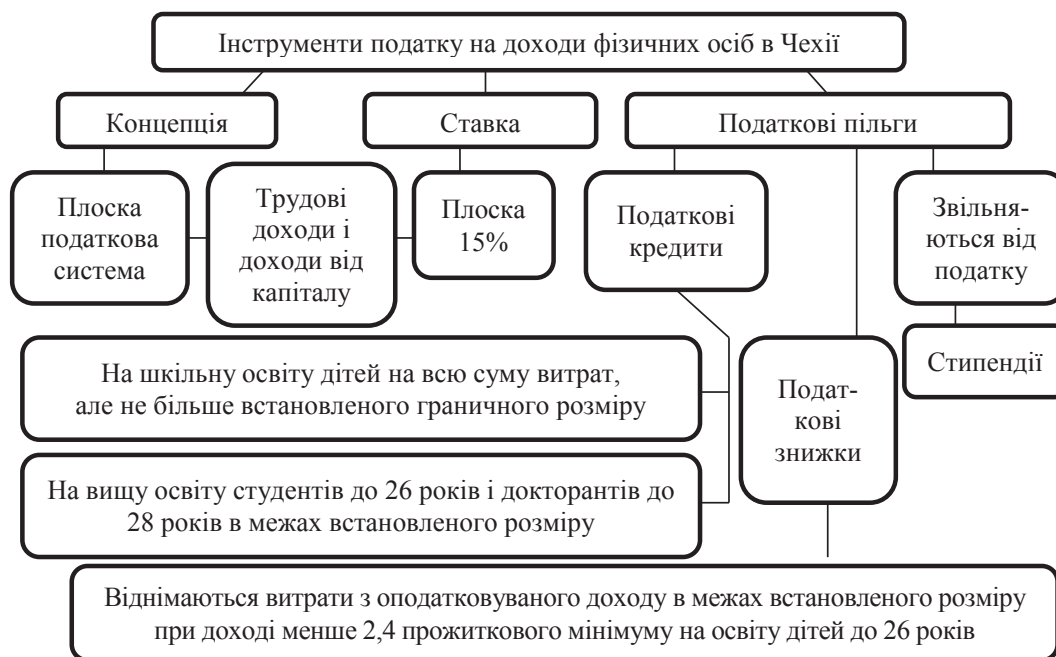 Інструменти податку на доходи фізичних осіб в Чехії
Концепція
Ставка
Податкові пільги
Плоска
податкова
система
Трудові
доходи і
доходи від
капіталу
Плоска
15%
Податкові
кредити
Звільня-
ються від
податку
Стипендії
На шкільну освіту дітей на всю суму витрат,
але не більше встановленого граничного розміру
Подат-
кові
знижки
На вищу освіту студентів до 26 років і докторантів до
28 років в межах встановленого розміру
Віднімаються витрати з оподатковуваного доходу в межах встановленого розміру
при доході менше 2,4 прожиткового мінімуму на освіту дітей до 26 років